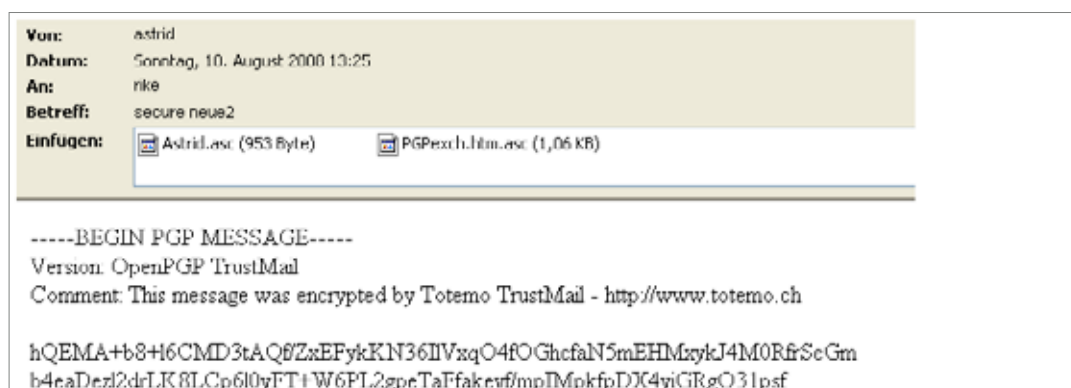 Von: astrid
Datum: Sonntag, 10. August 2008 13:25
An: rike
Betreff: secure neue2
Einfügen: Astrid.asc (953 Byte) PGPexch.htm.asc (1,06 KB)
-----BEGIN PGP MESSAGE-----
Version: OpenPGP TrustMail
Comment: This message was encrypted by Totemo TrustMail - http://www.totemo.ch